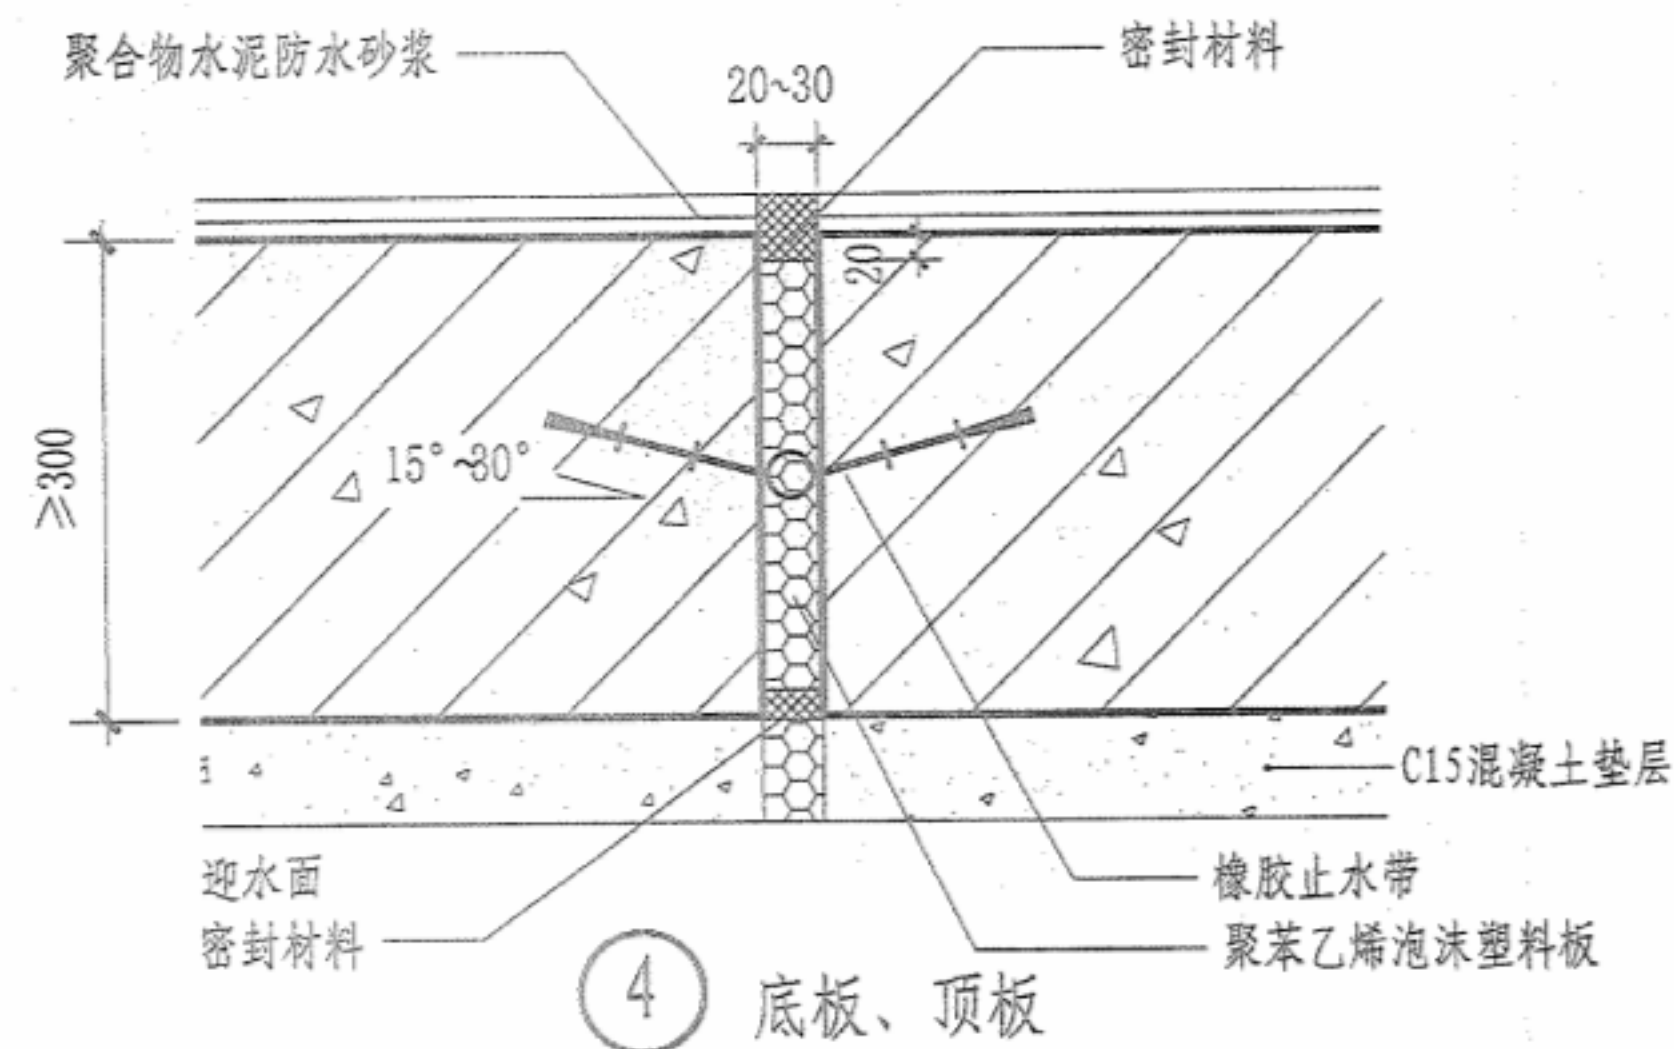 聚合物水泥防水砂浆
密封材料
20~30
20
≥300
15°~30°
C15混凝土垫层
迎水面
橡胶止水带
密封材料
聚苯乙烯泡沫塑料板
4
底板、顶板